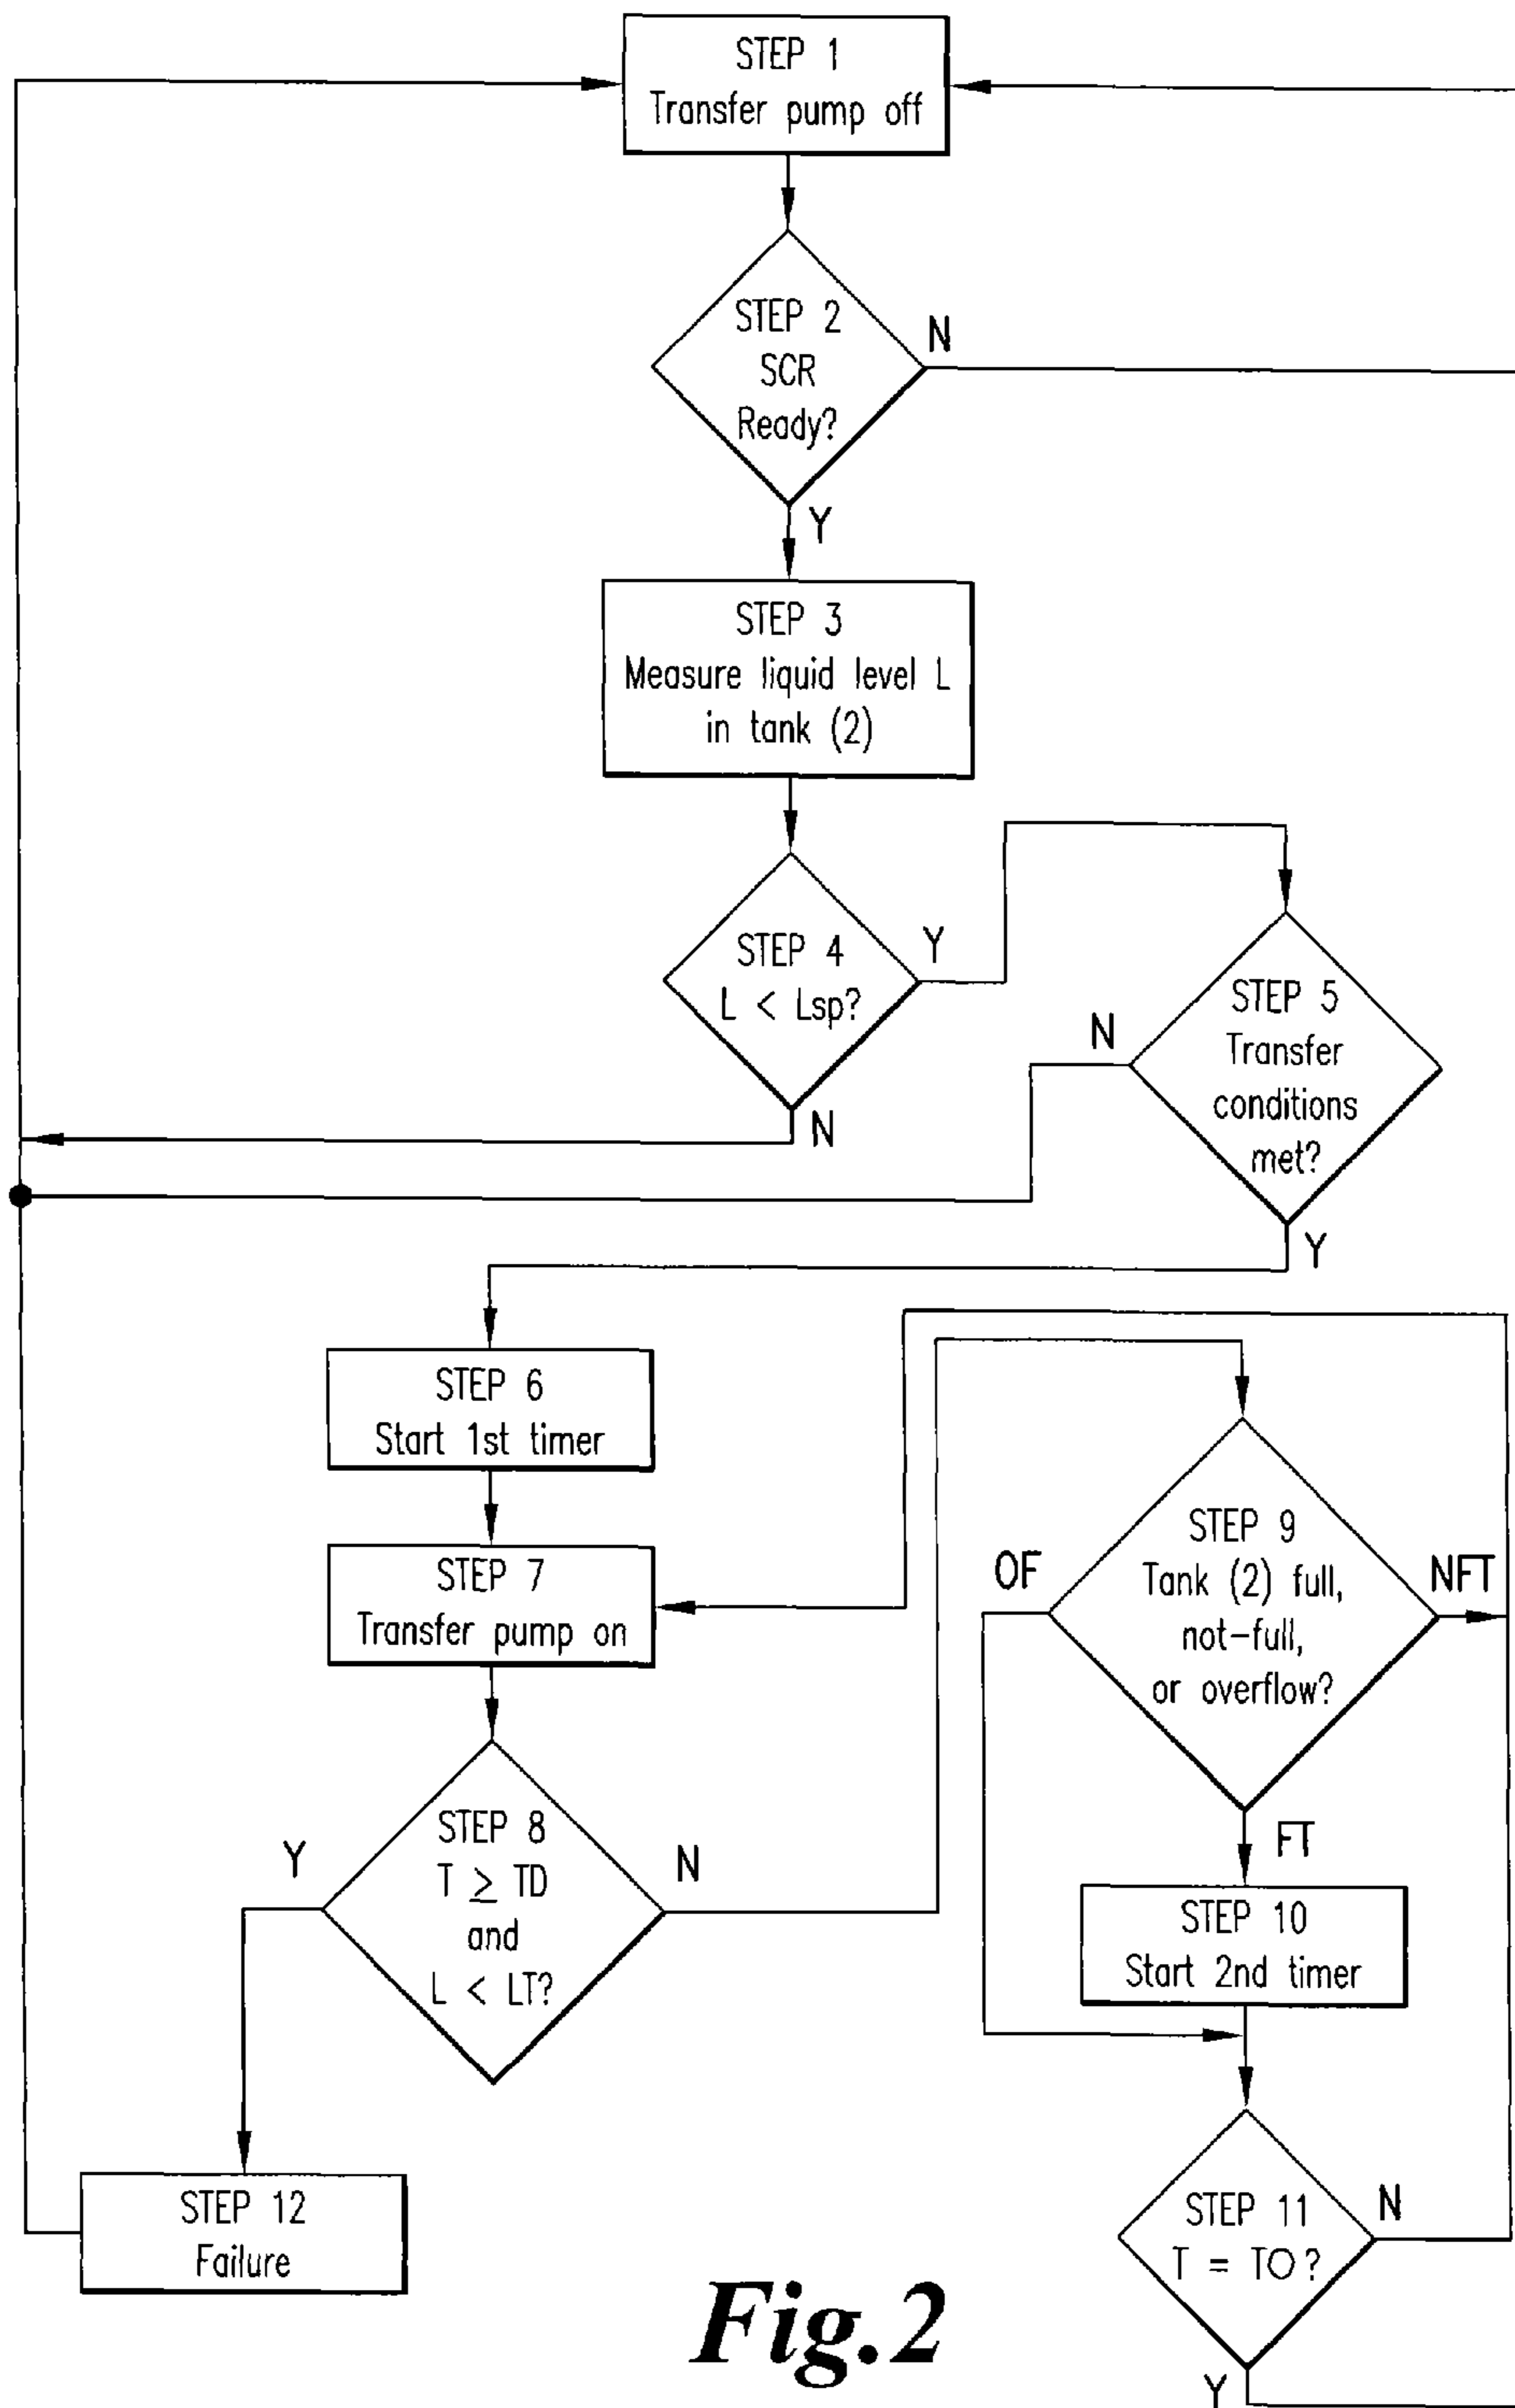 STEP 1
Transfer pump off
STEP 2
SCR
Ready?
N
Y
STEP 3
Measure liquid level L
in tank (2)
STEP 4
L < Lsp?
Y
N
STEP 5
Transfer
conditions
met?
N
Y
STEP 6
Start 1st timer
STEP 7
Transfer pump on
STEP 8
T ≥ TD
and
L < LT?
Y
N
STEP 9
Tank (2) full,
not-full,
or overflow?
OF
NFT
FT
STEP 10
Start 2nd timer
STEP 11
T = TO?
N
Y
STEP 12
Failure
Fig.2